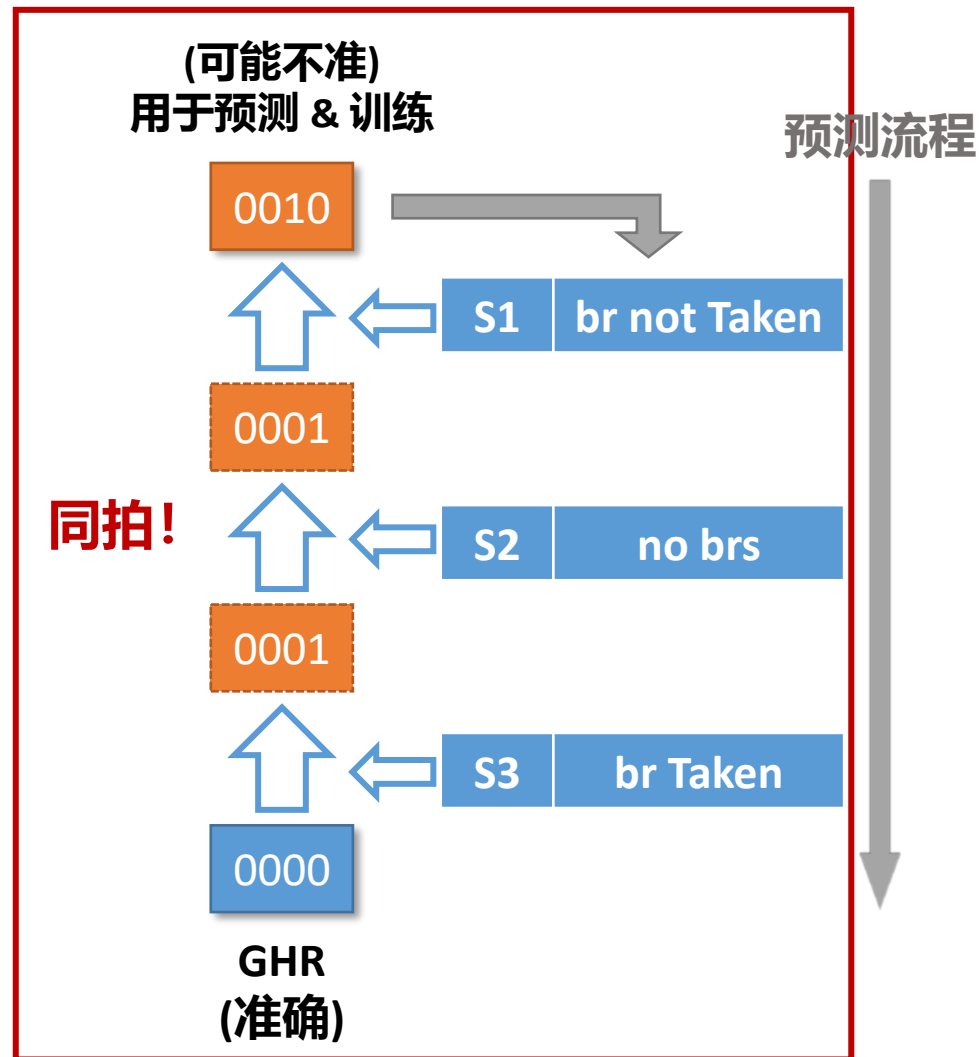 (可能不准)
用于预测 & 训练
预测流程
0010
S1 br not Taken
0001
同拍！
S2 no brs
0001
S3 br Taken
0000
GHR
(准确)